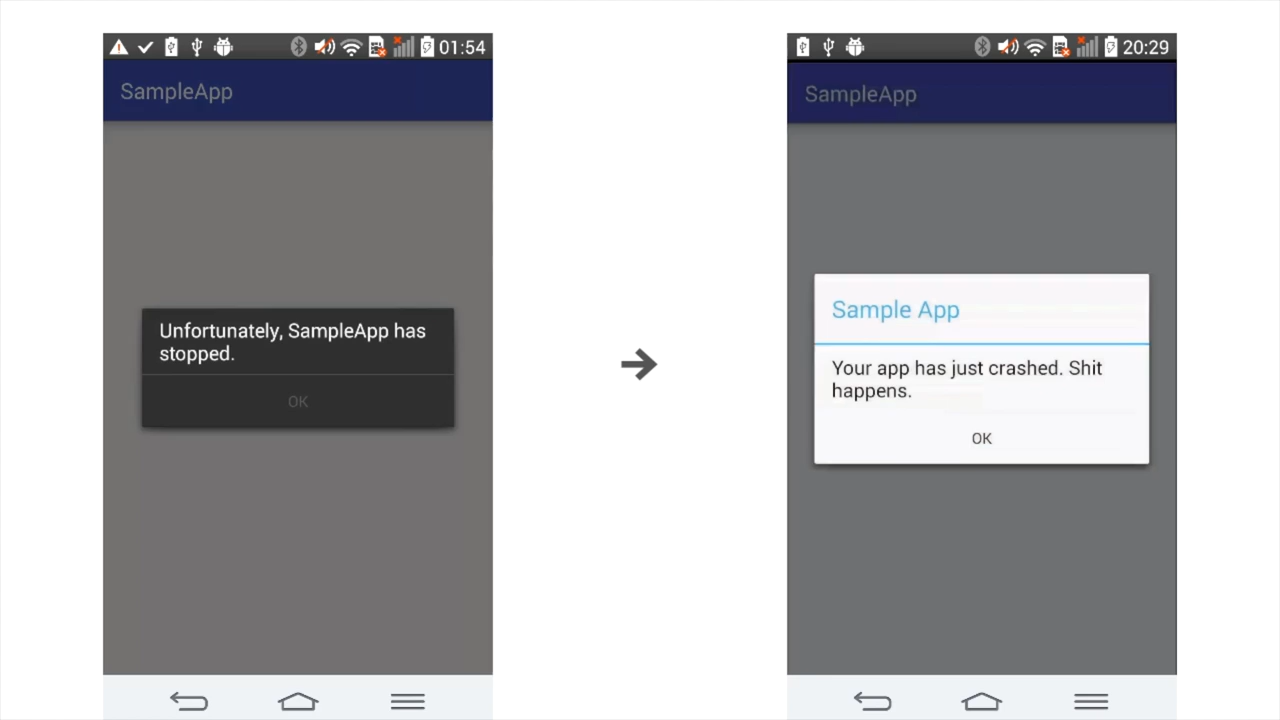 01:54
SampleApp
Unfortunately, SampleApp has
stopped.
OK
20:29
SampleApp
Sample App
Your app has just crashed. Shit
happens.
OK